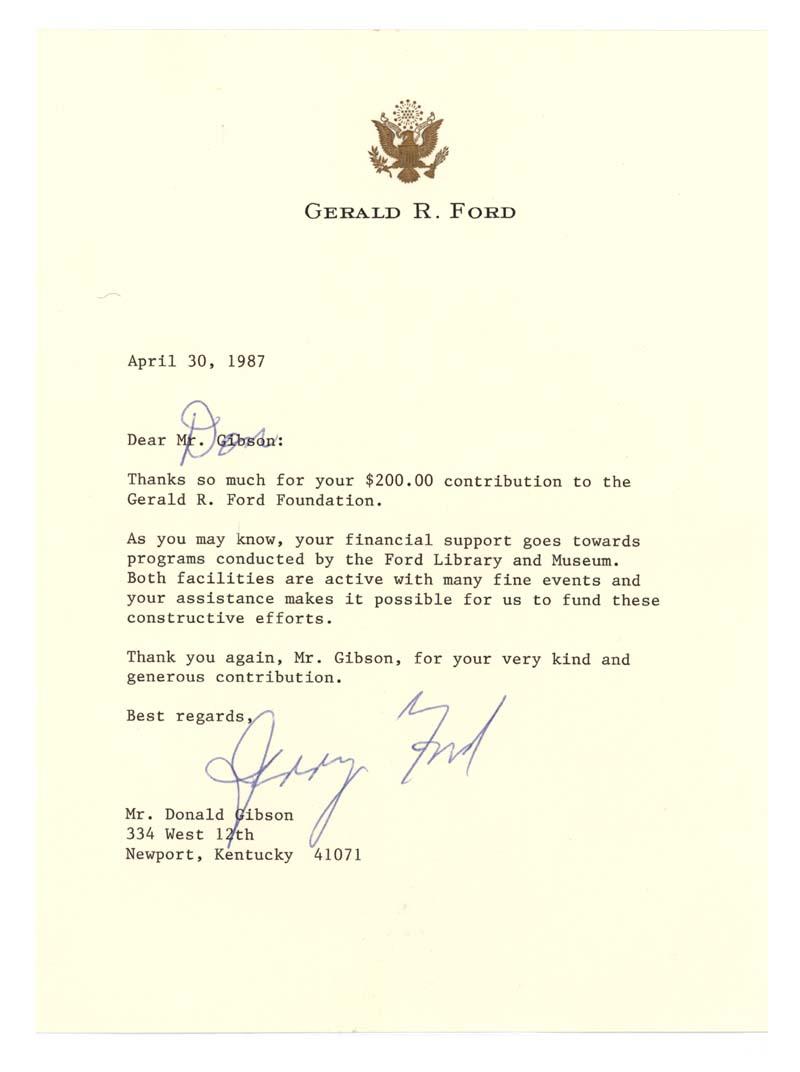 GERALD R. FORD
April 30, 1987
Dear Mr. Gibson:
Don
Thanks so much for your $200.00 contribution to the
Gerald R. Ford Foundation.
As you may know, your financial support goes towards
programs conducted by the Ford Library and Museum.
Both facilities are active with many fine events and
your assistance makes it possible for us to fund these
constructive efforts.
Thank you again, Mr. Gibson, for your very kind and
generous contribution.
Best regards,
Jerry Ford
Mr. Donald Gibson
334 West 12th
Newport, Kentucky 41071